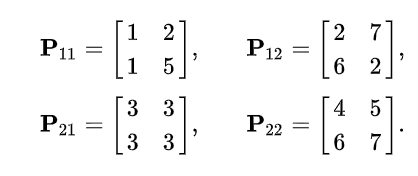 P₁₁ = [1 2; 1 5], P₁₂ = [2 7; 6 2],
P₂₁ = [3 3; 3 3], P₂₂ = [4 5; 6 7].